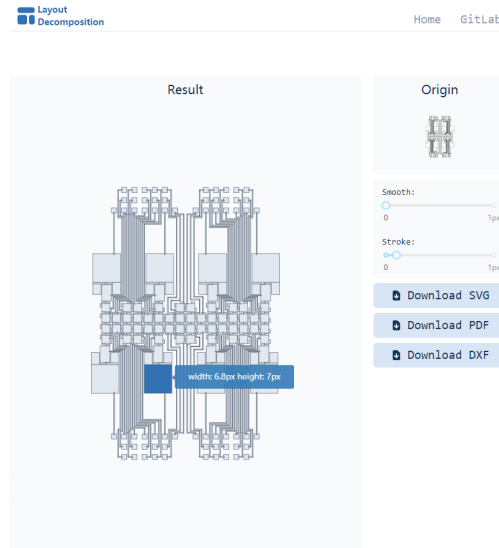 Layout
Decomposition
Home GitLab
Result
Origin
Smooth:
0 1px
Stroke:
0 1px
Download SVG
Download PDF
Download DXF
width: 6.8px height: 7px